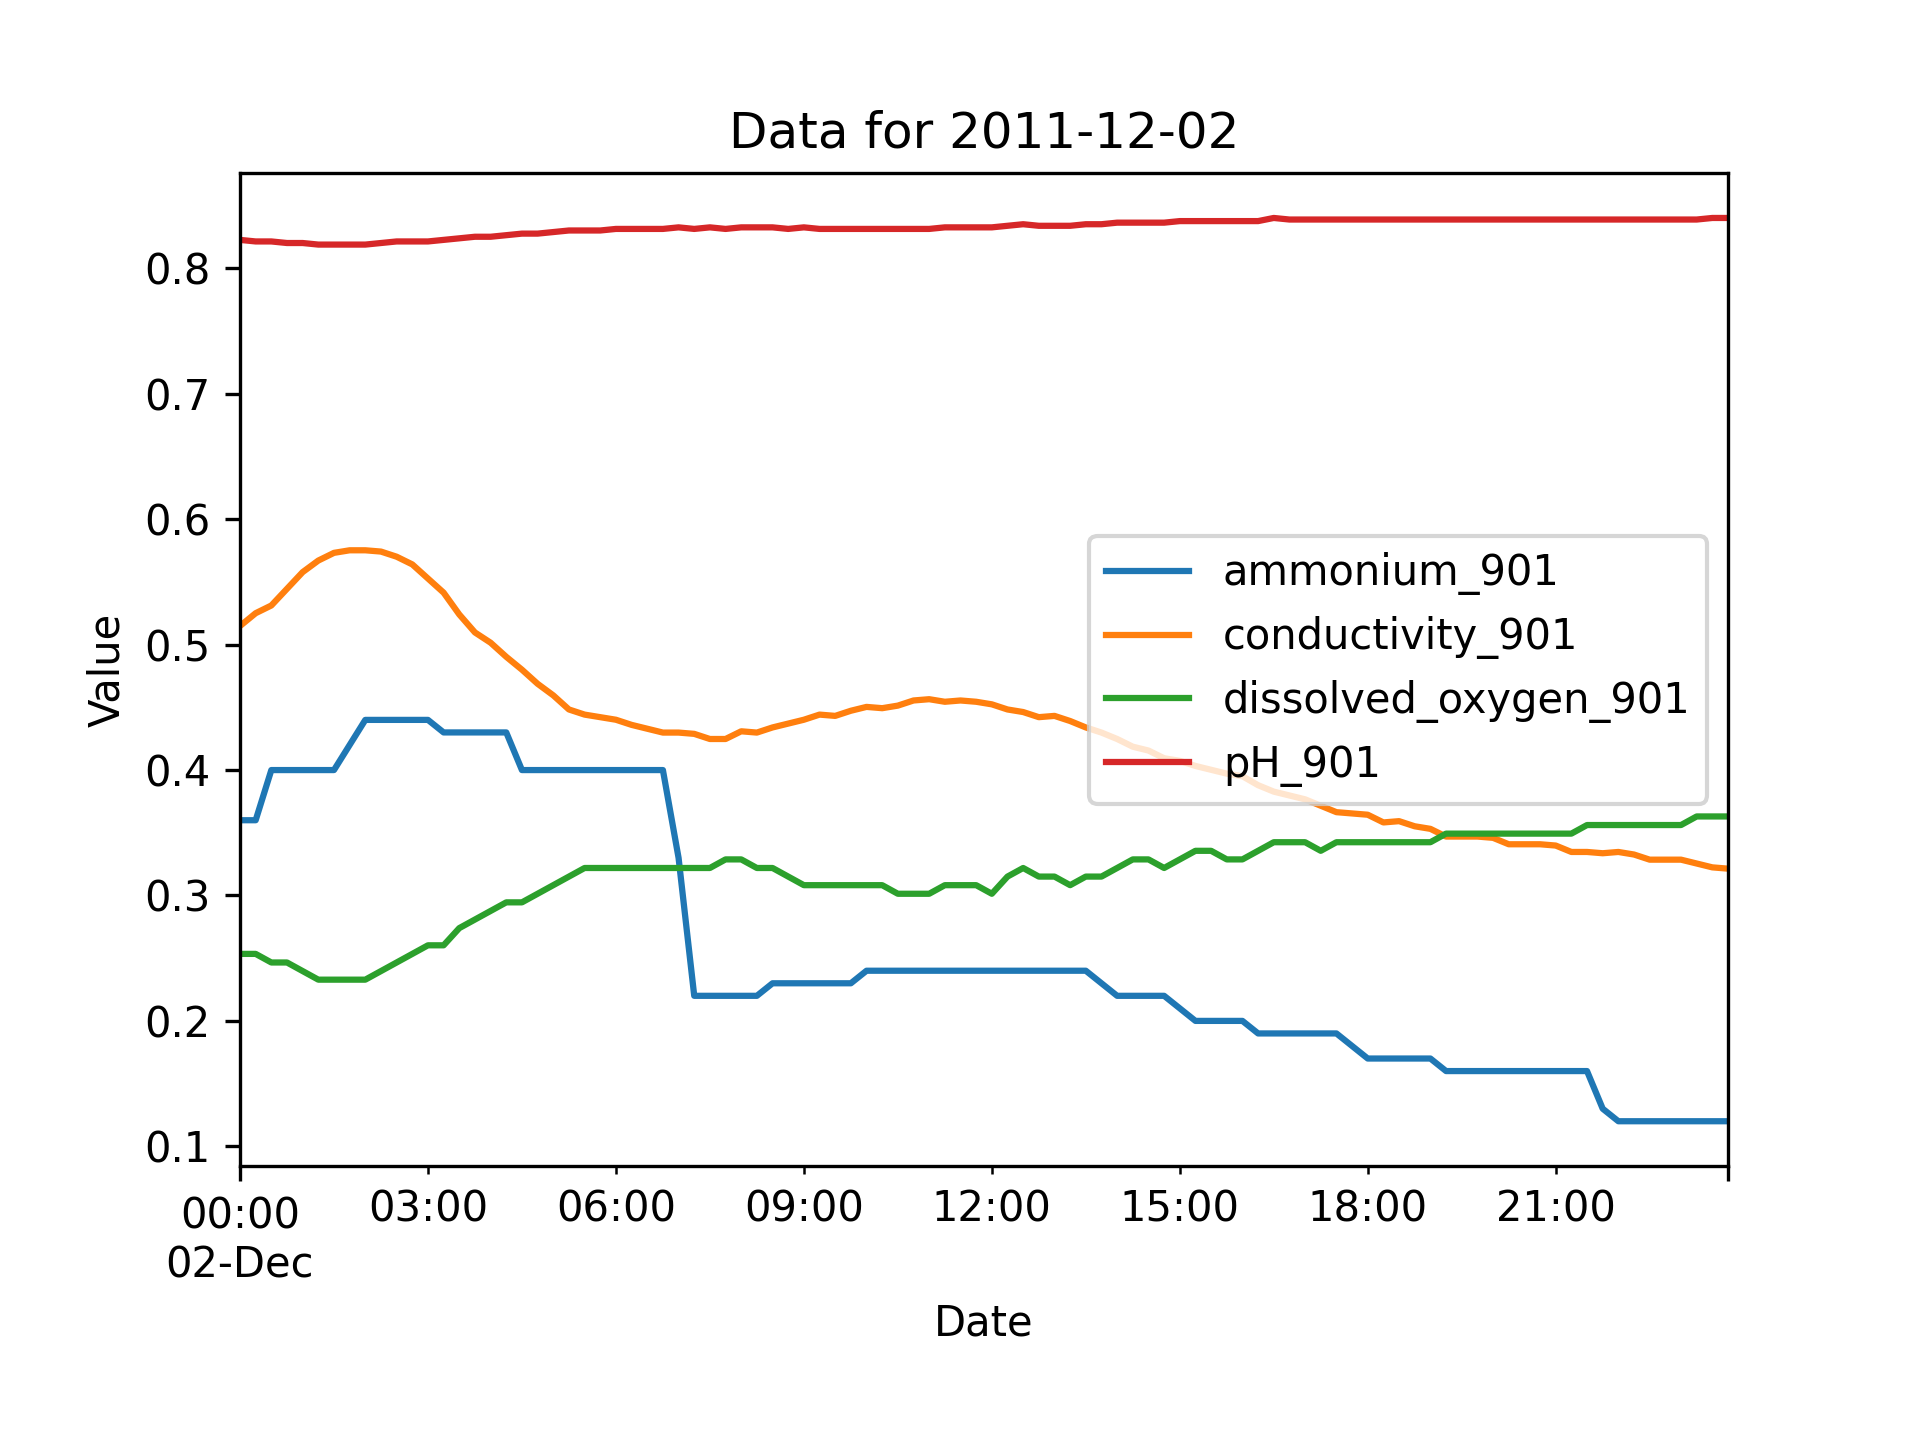 Data for 2011-12-02
Value
0.8
0.7
0.6
0.5
0.4
0.3
0.2
0.1
ammonium_901
conductivity_901
dissolved_oxygen_901
pH_901
00:00 03:00 06:00 09:00 12:00 15:00 18:00 21:00
02-Dec
Date